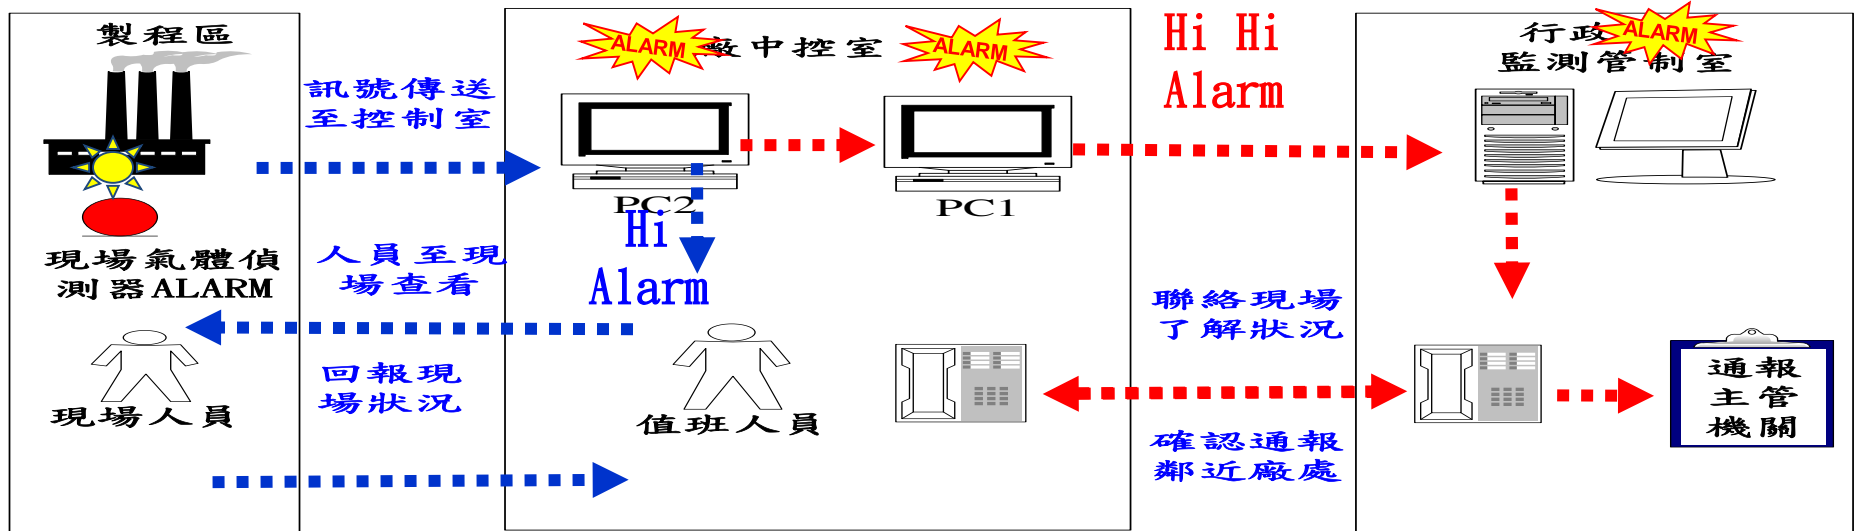 製程區
訊號傳送
至控制室
現場氣體偵
測器ALARM
人員至現
場查看
現場人員
回報現
場狀況
ALARM
廠中控室
ALARM
PC2
PC1
Hi
Alarm
值班人員
Hi Hi
Alarm
聯絡現場
了解狀況
確認通報
鄰近廠處
行政
ALARM
監測管制室
通報
主管
機關